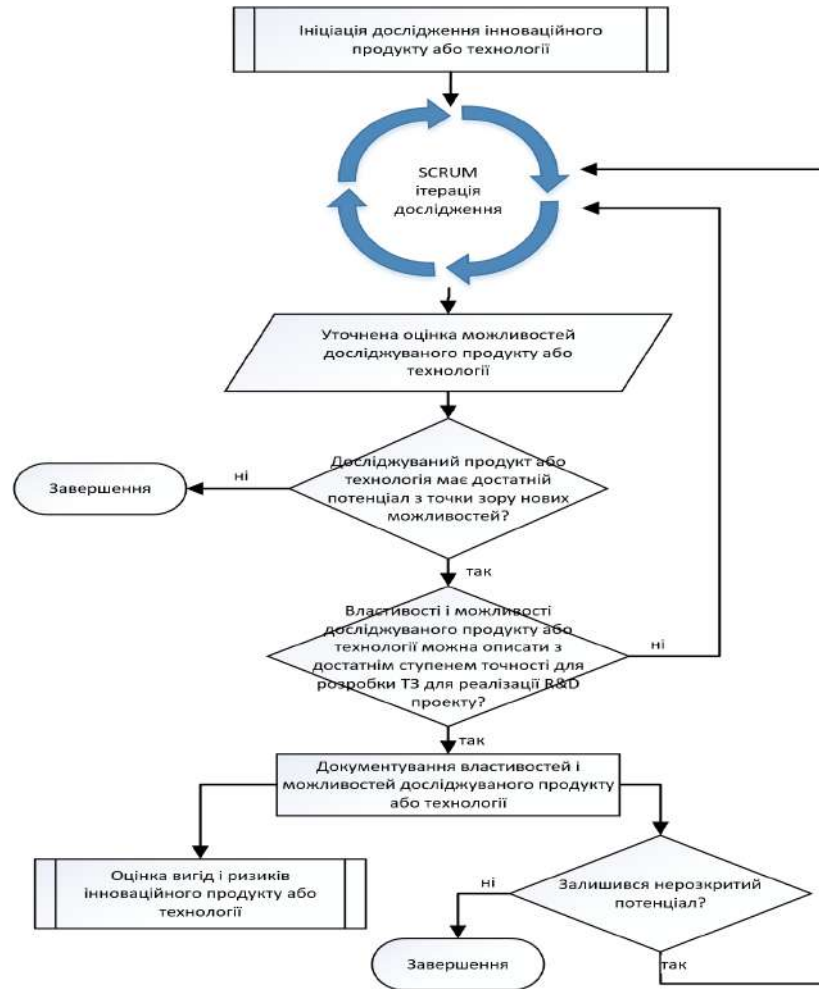 Ініціація дослідження інноваційного
продукту або технології
SCRUM
ітерація
дослідження
Уточнена оцінка можливостей
досліджуваного продукту або
технології
Досліджуваний продукт або
технологія має достатній
потенціал з точки зору нових
можливостей?
ні
Завершення
так
Властивості і можливості
досліджуваного продукту або
технології можна описати з
достатнім ступенем точності для
розробки ТЗ для реалізації R&D
проекту?
ні
так
Документування властивостей і
можливостей досліджуваного продукту
або технології
Оцінка вигід і ризиків
інноваційного продукту або
технології
Залишився нерозкритий
потенціал?
ні
Завершення
так